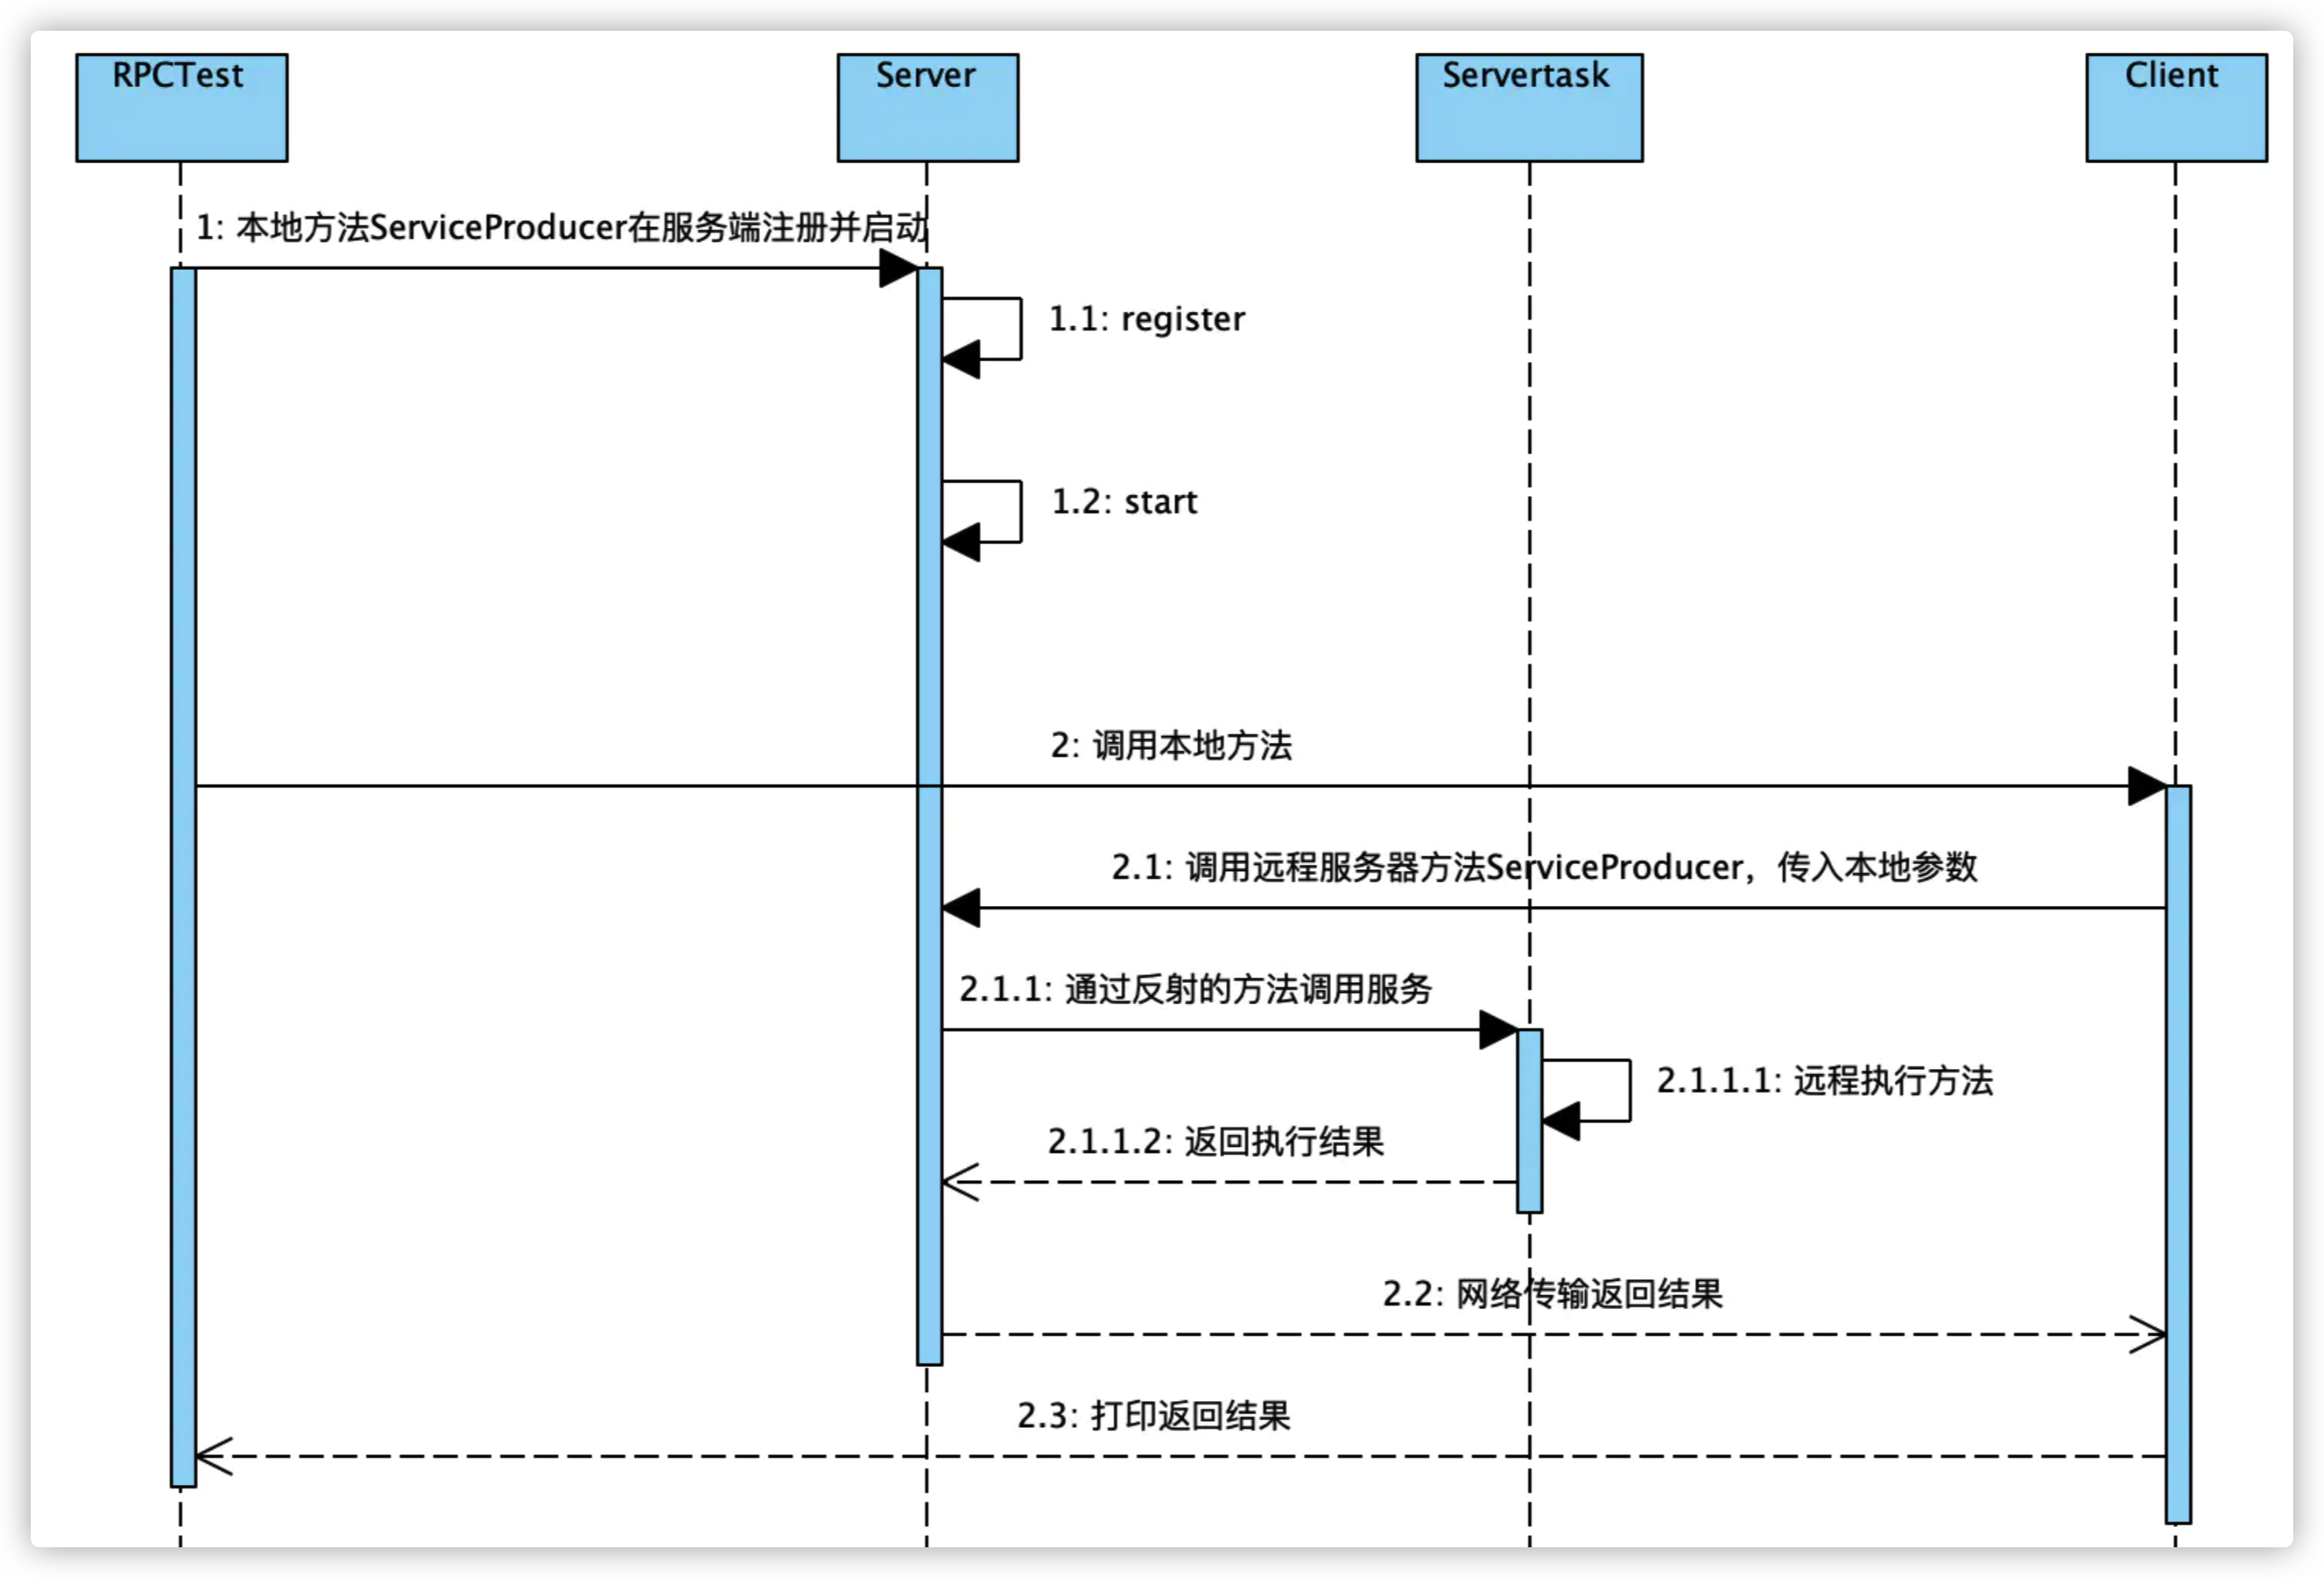 RPCTest
Server
Servertask
Client
1: 本地方法ServiceProducer在服务端注册并启动
1.1: register
1.2: start
2: 调用本地方法
2.1: 调用远程服务器方法ServiceProducer，传入本地参数
2.1.1: 通过反射的方法调用服务
2.1.1.1: 远程执行方法
2.1.1.2: 返回执行结果
2.2: 网络传输返回结果
2.3: 打印返回结果